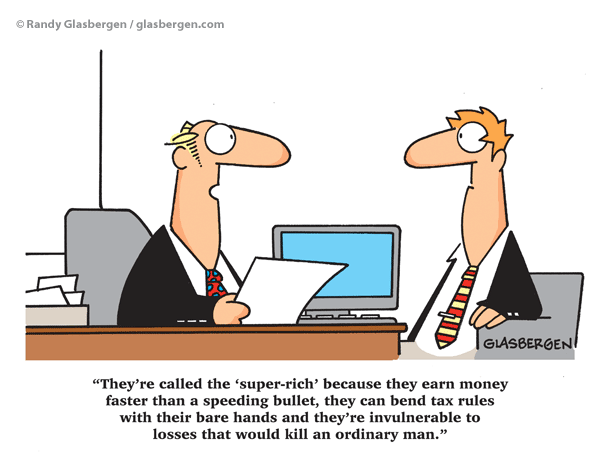 © Randy Glasbergen / glasbergen.com
GLASBERGEN
“They’re called the ‘super-rich’ because they earn money
faster than a speeding bullet, they can bend tax rules
with their bare hands and they’re invulnerable to
losses that would kill an ordinary man.”